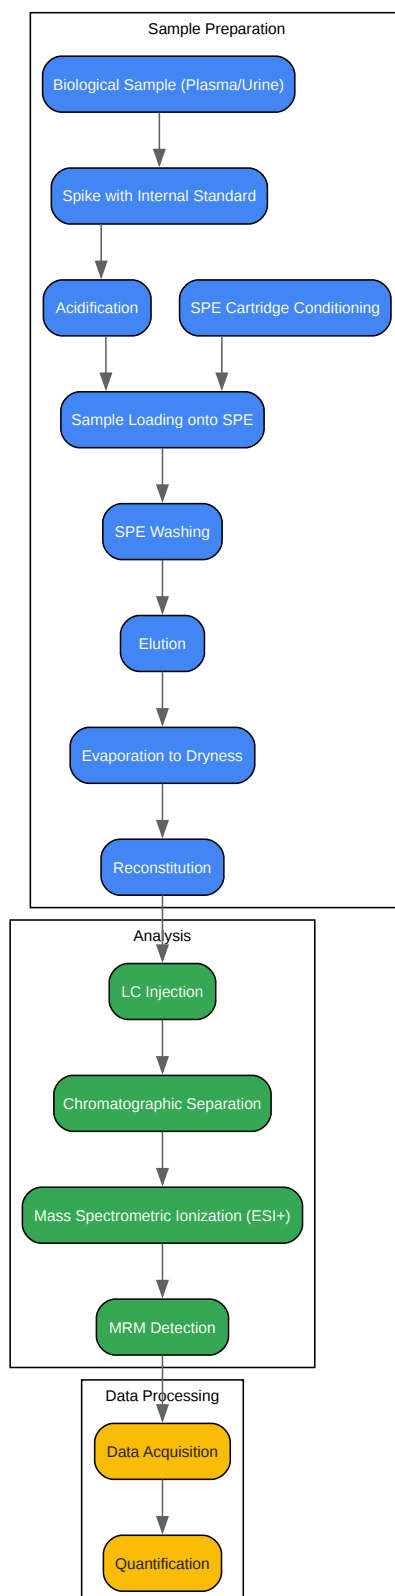 Sample Preparation
Biological Sample (Plasma/Urine)
Spike with Internal Standard
Acidification
SPE Cartridge Conditioning
Sample Loading onto SPE
SPE Washing
Elution
Evaporation to Dryness
Reconstitution
Analysis
LC Injection
Chromatographic Separation
Mass Spectrometric Ionization (ESI+)
MRM Detection
Data Processing
Data Acquisition
Quantification